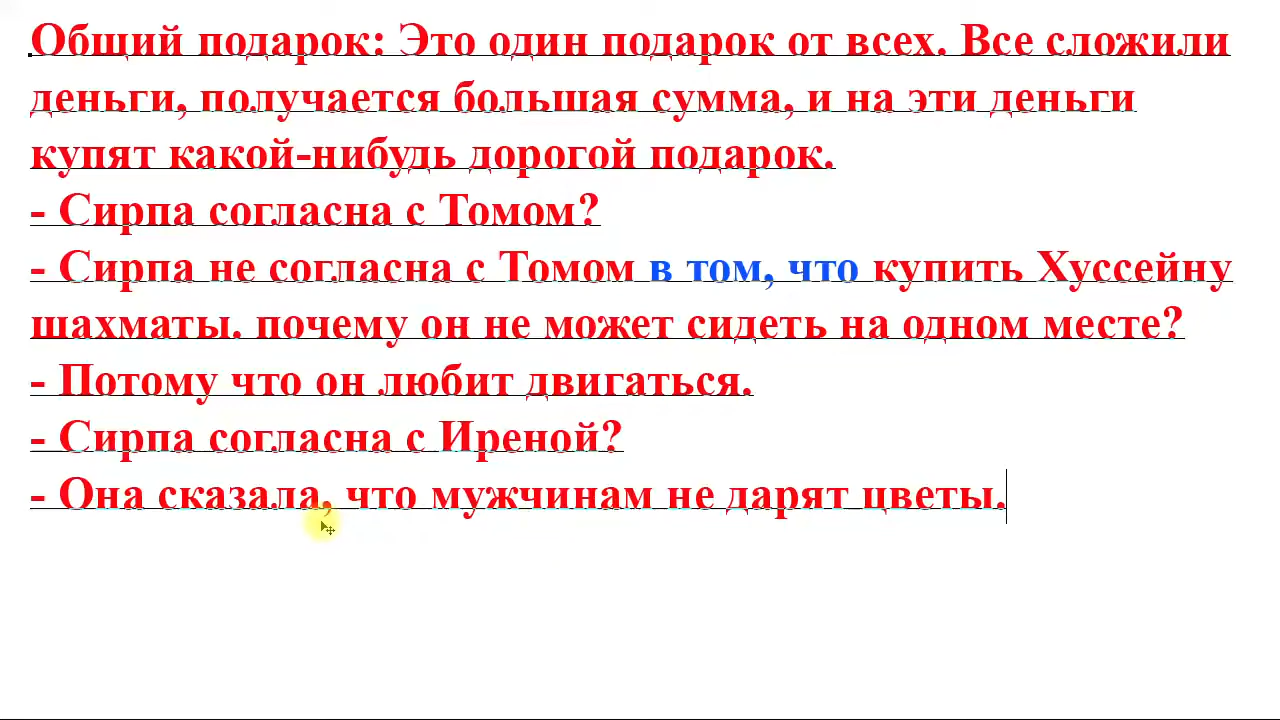 Общий подарок: Это один подарок от всех. Все сложили
деньги, получается большая сумма, и на эти деньги
купят какой-нибудь дорогой подарок.
- Сирпа согласна с Томом?
- Сирпа не согласна с Томом в том, что купить Хуссейну
шахматы. почему он не может сидеть на одном месте?
- Потому что он любит двигаться.
- Сирпа согласна с Иреной?
- Она сказала, что мужчинам не дарят цветы.